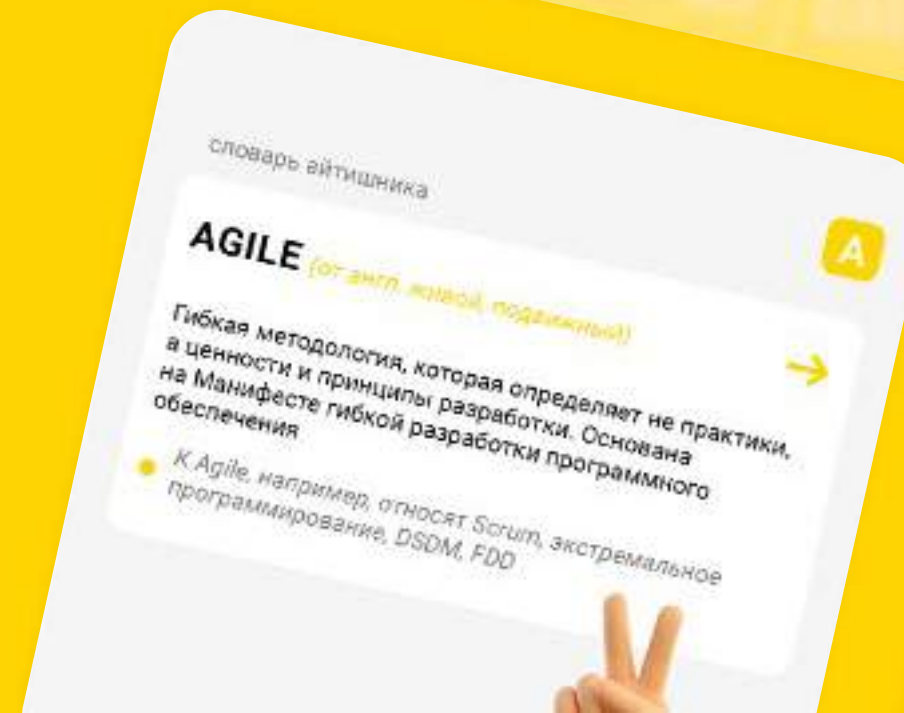 словарь айтишника
A
AGILE (от англ. живой, подвижный)
→
Гибкая методология, которая определяет не практики,
а ценности и принципы разработки. Основана
на Манифесте гибкой разработки программного
обеспечения
К Agile, например, относят Scrum, экстремальное
программирование, DSDM, FDD